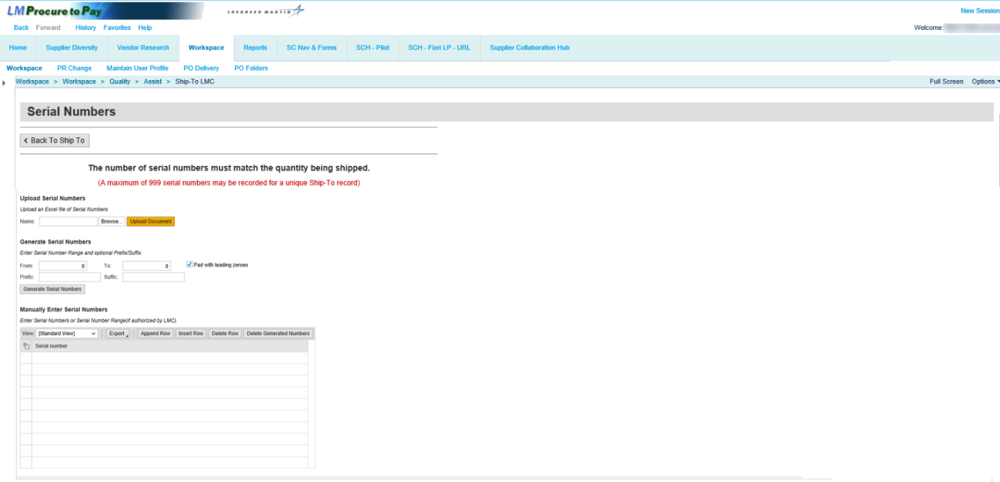 LM Procure to Pay
LOCKHEED MARTIN
New Session
Back Forward History Favorites Help
Welcome:
Home Supplier Diversity Vendor Research Workspace Reports SC Nav & Forms SCH - Pilot SCH - Fiori LP - URL Supplier Collaboration Hub
Workspace PR Change Maintain User Profile PO Delivery PO Folders
Workspace > Workspace > Quality > Assist > Ship-To LMC
Full Screen Options
Serial Numbers
< Back To Ship To
The number of serial numbers must match the quantity being shipped.
(A maximum of 999 serial numbers may be recorded for a unique Ship-To record)
Upload Serial Numbers
Upload an Excel file of Serial Numbers
Name: Browse... Upload Document
Generate Serial Numbers
Enter Serial Number Range and optional Prefix/Suffix
From: 0 To: 0 Pad with leading zeroes
Prefix: Suffix:
Generate Serial Numbers
Manually Enter Serial Numbers
Enter Serial Numbers or Serial Number Range(if authorized by LMC).
View: [Standard View] Export Append Row Insert Row Delete Row Delete Generated Numbers
Serial number